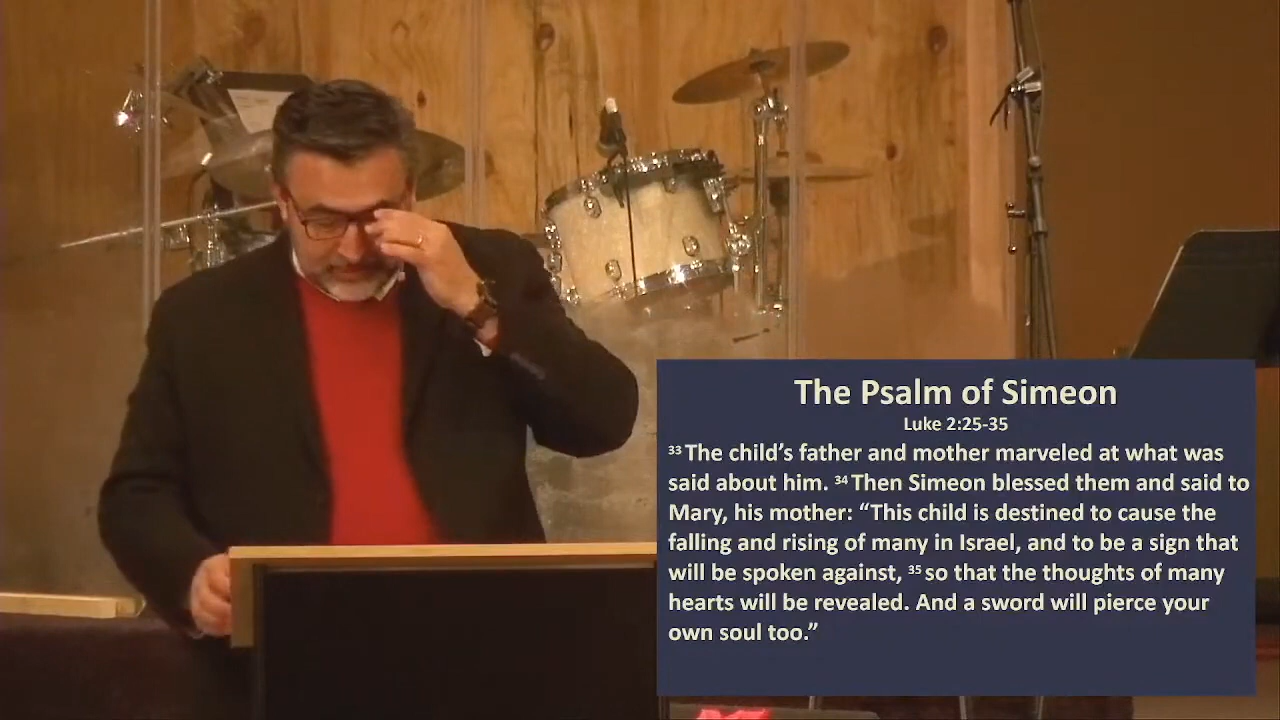 The Psalm of Simeon
Luke 2:25-35
³³ The child’s father and mother marveled at what was
said about him. ³⁴ Then Simeon blessed them and said to
Mary, his mother: “This child is destined to cause the
falling and rising of many in Israel, and to be a sign that
will be spoken against, ³⁵ so that the thoughts of many
hearts will be revealed. And a sword will pierce your
own soul too.”